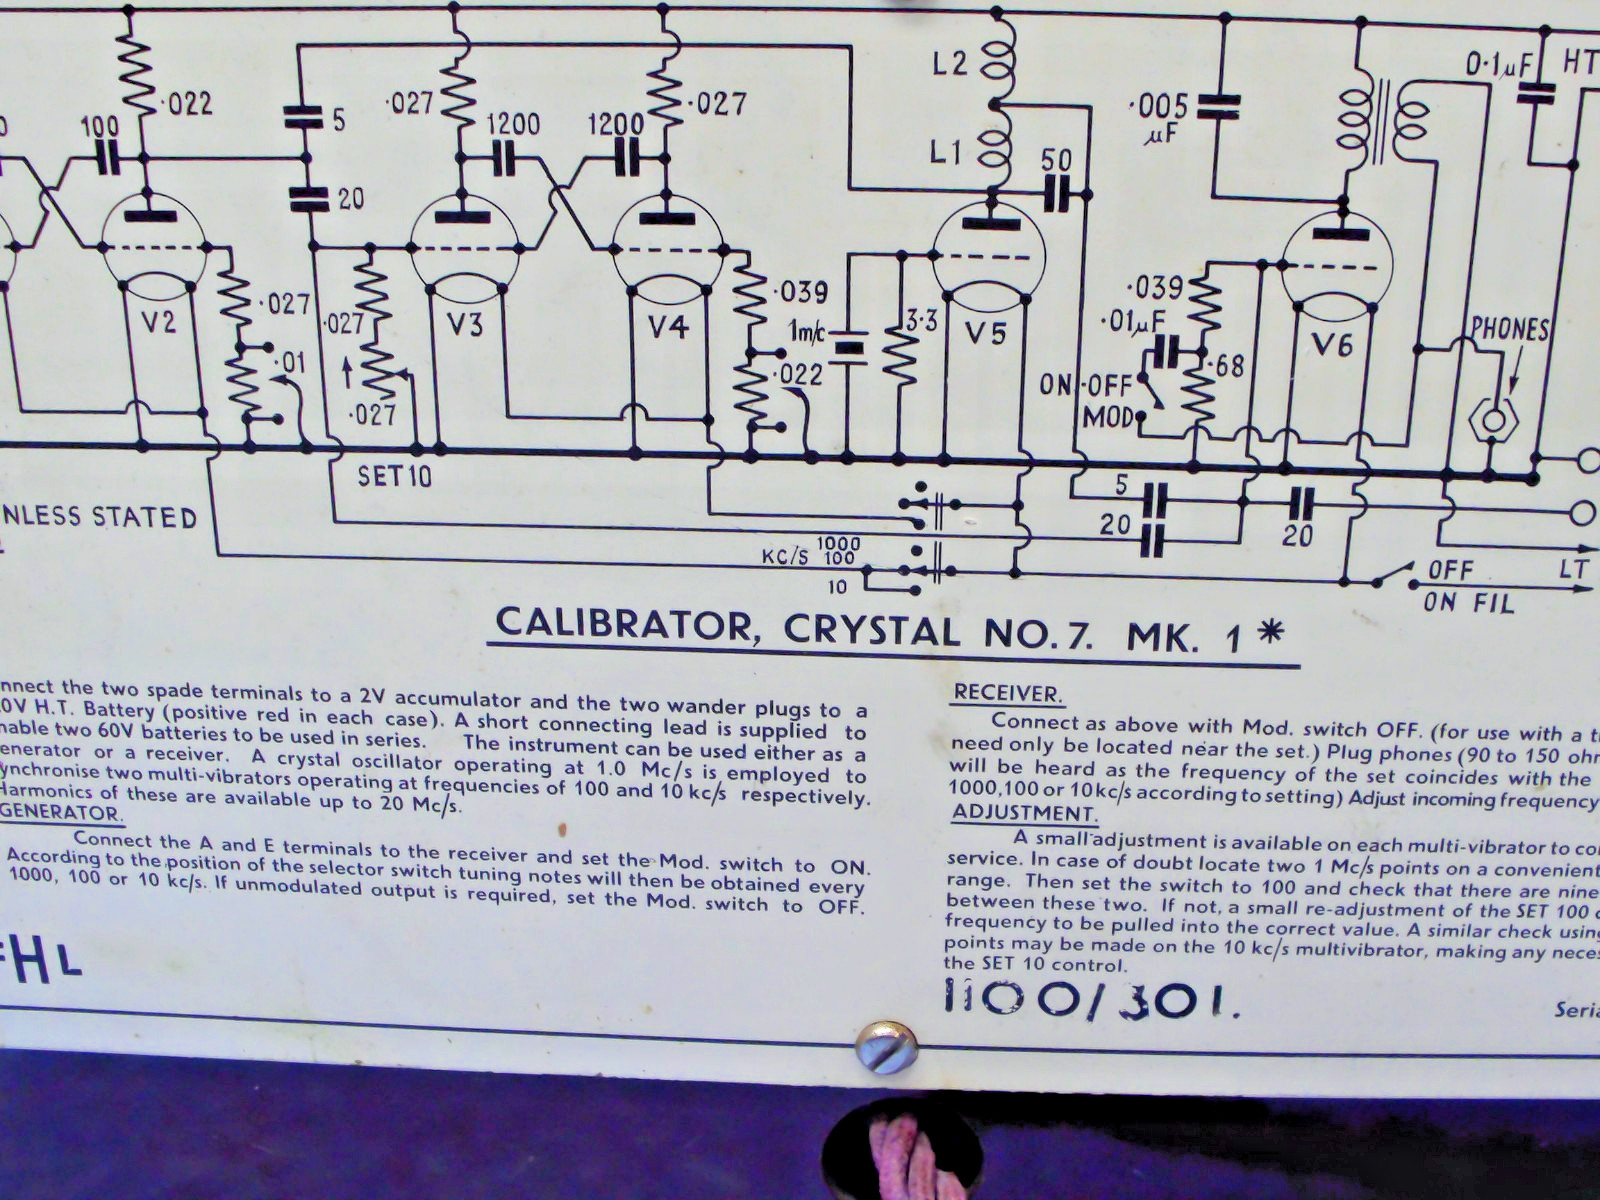 ·022
100
5
20
·027
1200
1200
·027
L2
L1
50
·005
μF
0·1μF
HT
V2
·027
·01
·027
·027
V3
V4
·039
·022
1m/c
3·3
V5
·039
·01μF
·68
ON·OFF
MOD
V6
PHONES
SET10
NLESS STATED
5
20
20
1000
KC/S 100
10
OFF
ON FIL
LT
CALIBRATOR, CRYSTAL NO.7. MK. 1*
nnect the two spade terminals to a 2V accumulator and the two wander plugs to a
0V H.T. Battery (positive red in each case). A short connecting lead is supplied to
nable two 60V batteries to be used in series. The instrument can be used either as a
enerator or a receiver. A crystal oscillator operating at 1.0 Mc/s is employed to
ynchronise two multi-vibrators operating at frequencies of 100 and 10 kc/s respectively.
Harmonics of these are available up to 20 Mc/s.
GENERATOR.
Connect the A and E terminals to the receiver and set the Mod. switch to ON.
According to the position of the selector switch tuning notes will then be obtained every
1000, 100 or 10 kc/s. If unmodulated output is required, set the Mod. switch to OFF.
HL
RECEIVER.
Connect as above with Mod. switch OFF. (for use with a t
need only be located near the set.) Plug phones (90 to 150 ohm
will be heard as the frequency of the set coincides with the
1000,100 or 10kc/s according to setting) Adjust incoming frequency
ADJUSTMENT.
A small adjustment is available on each multi-vibrator to co
service. In case of doubt locate two 1 Mc/s points on a convenient
range. Then set the switch to 100 and check that there are nine
between these two. If not, a small re-adjustment of the SET 100
frequency to be pulled into the correct value. A similar check using
points may be made on the 10 kc/s multivibrator, making any neces
the SET 10 control.
1100/301.
Seria